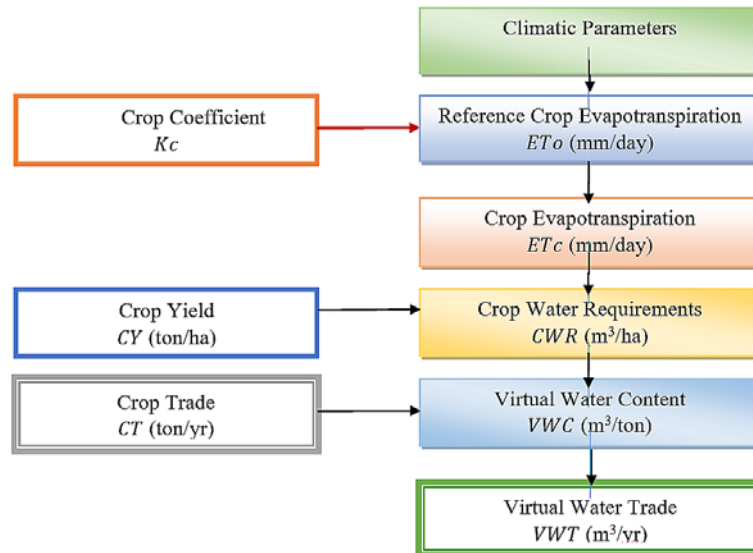 Climatic Parameters
Crop Coefficient
Kc
Reference Crop Evapotranspiration
ETo (mm/day)
Crop Evapotranspiration
ETc (mm/day)
Crop Yield
CY (ton/ha)
Crop Water Requirements
CWR (m³/ha)
Crop Trade
CT (ton/yr)
Virtual Water Content
VWC (m³/ton)
Virtual Water Trade
VWT (m³/yr)